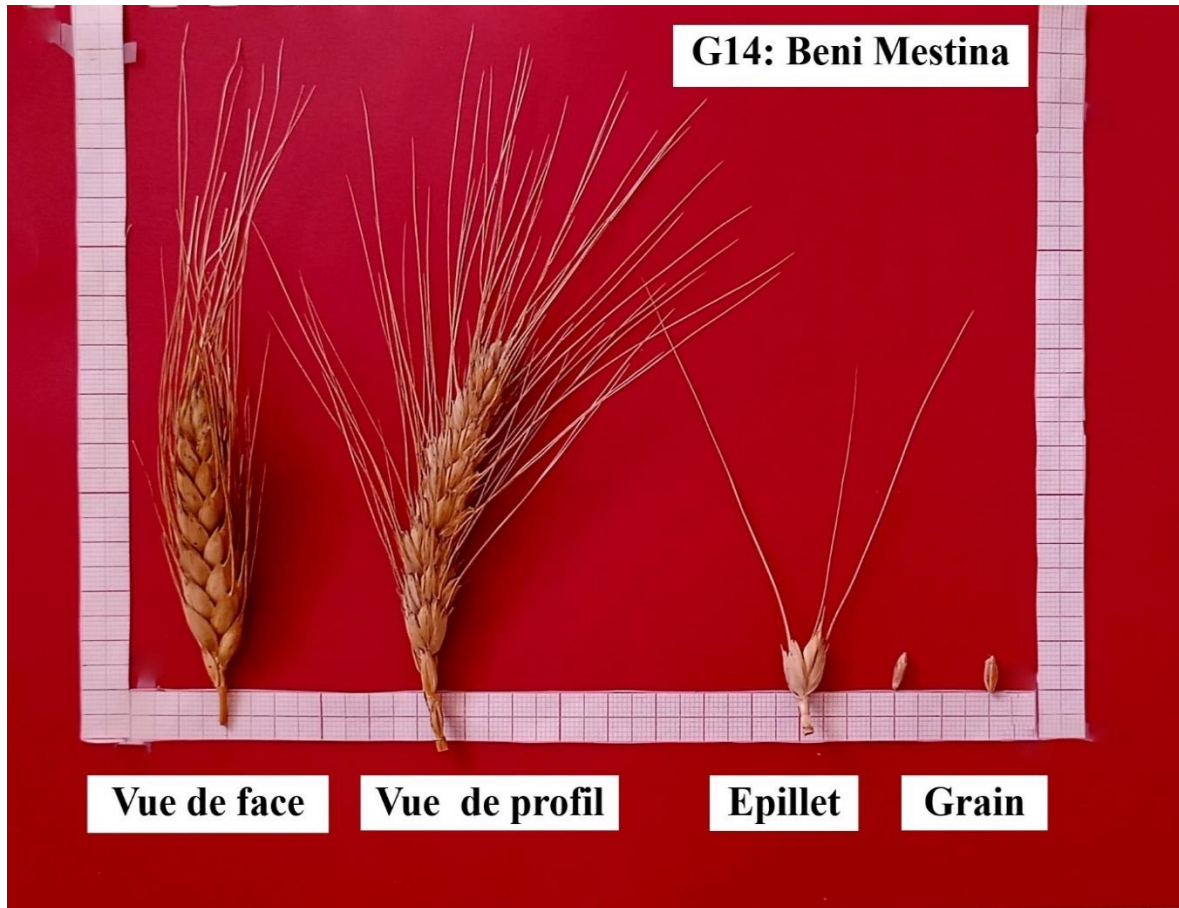 G14: Beni Mestina
Vue de face
Vue de profil
Epillet
Grain